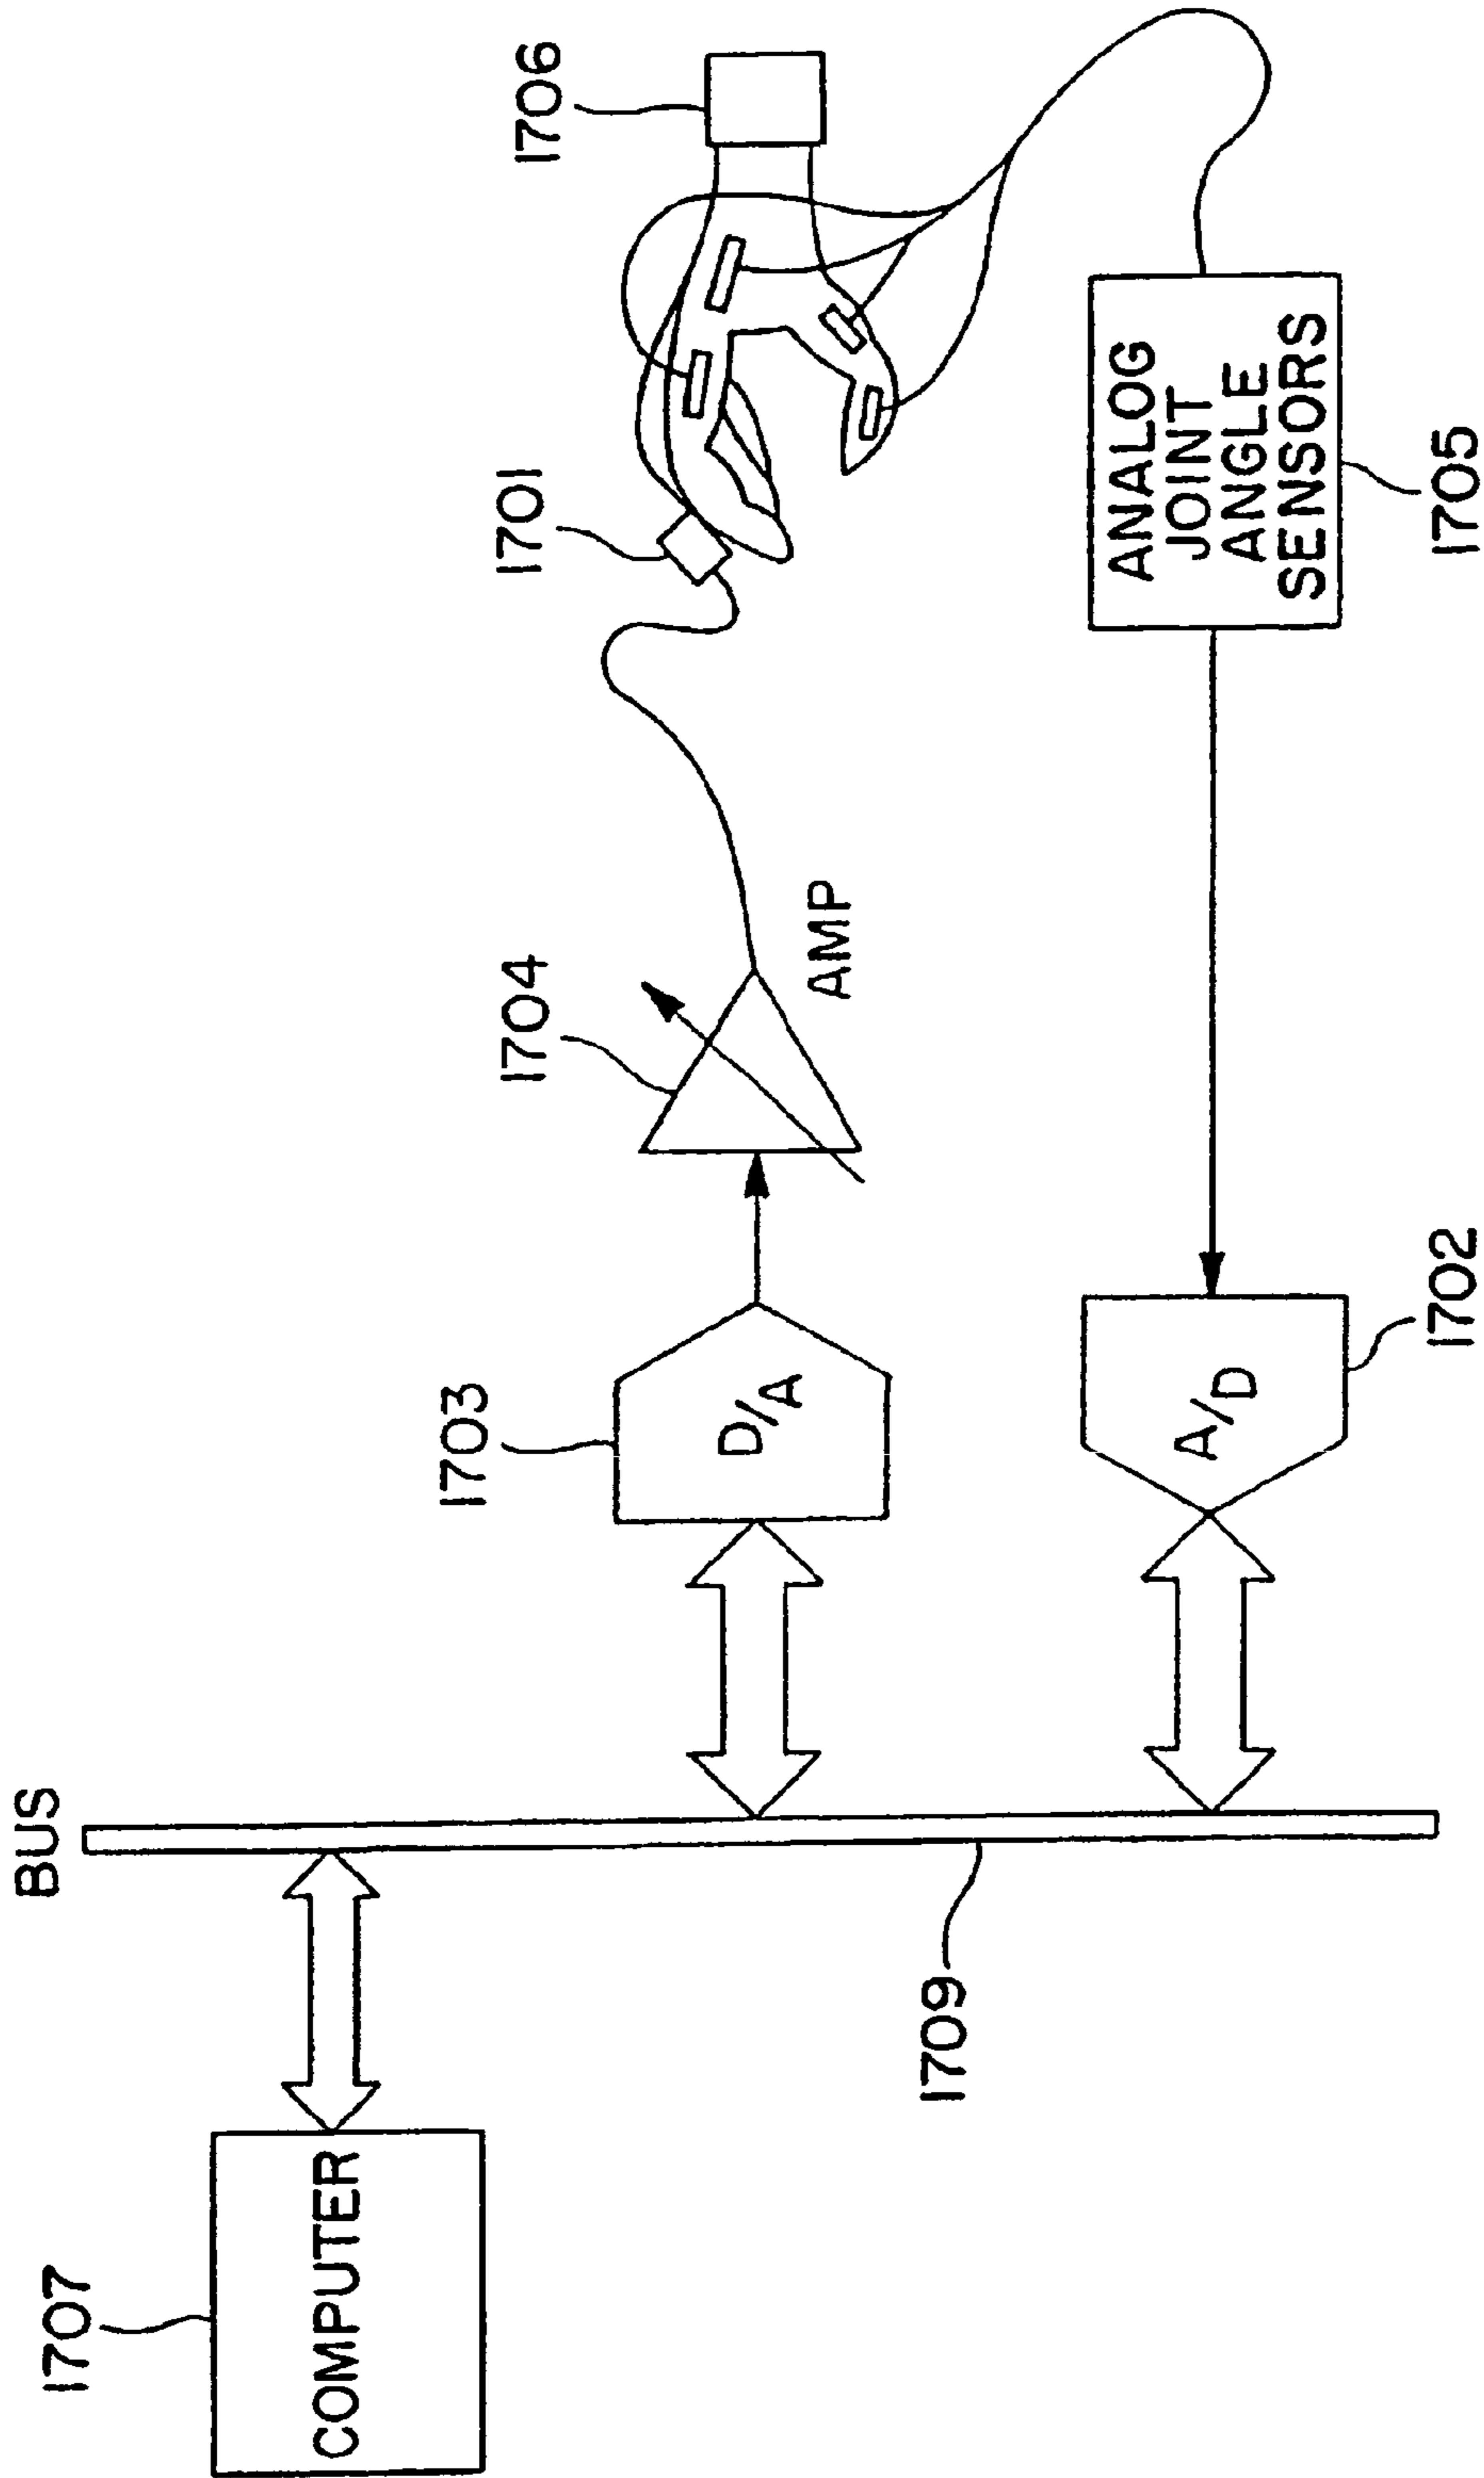 1707
COMPUTER
BUS
1709
1703
D/A
1704
AMP
1701
1706
A/D
1702
ANALOG
JOINT
ANGLE
SENSORS
1705